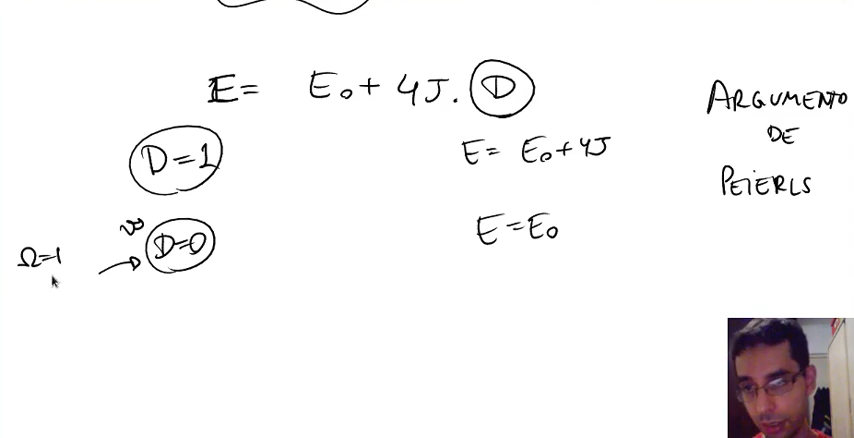 E = E₀ + 4J. D
D=1
E = E₀+4J
D=0
E = E₀
Ω=1
ARGUMENTO
DE
PEIERLS